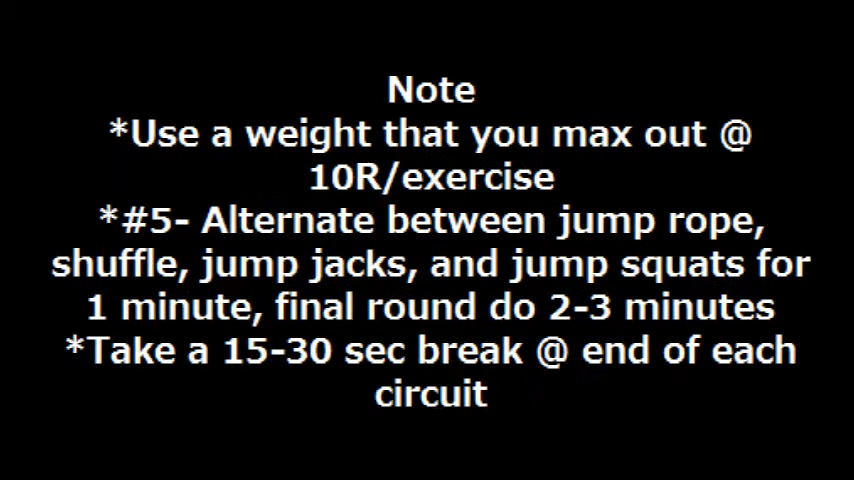 Note
*Use a weight that you max out @
10R/exercise
*#5- Alternate between jump rope,
shuffle, jump jacks, and jump squats for
1 minute, final round do 2-3 minutes
*Take a 15-30 sec break @ end of each
circuit